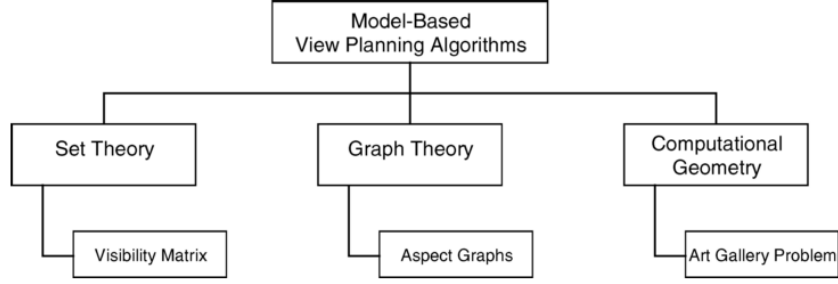 Model-Based
View Planning Algorithms
Set Theory
Graph Theory
Computational
Geometry
Visibility Matrix
Aspect Graphs
Art Gallery Problem